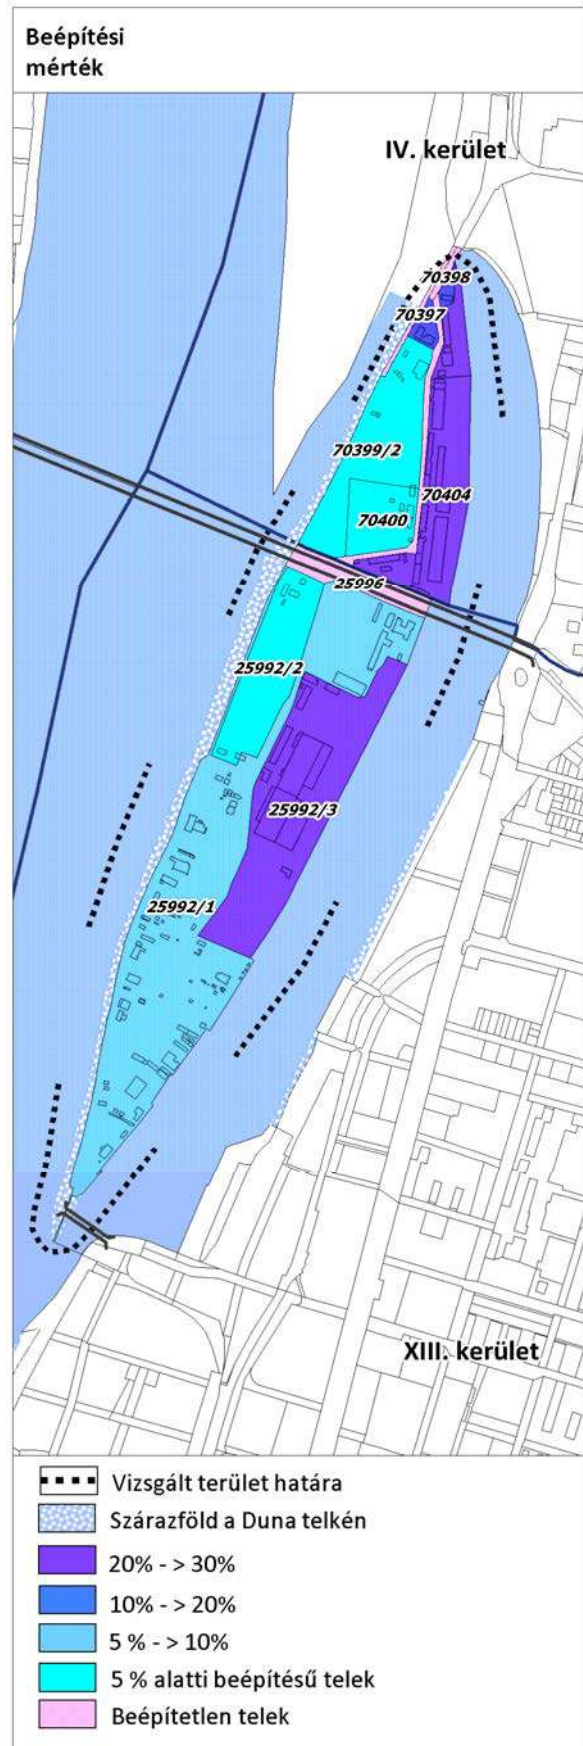 Beépítési
mérték
IV. kerület
70398
70397
70399/2
70404
70400
25996
25992/2
25992/3
25992/1
XIII. kerület
Vizsgált terület határa
Szárazföld a Duna telkén
20% - > 30%
10% - > 20%
5 % - > 10%
5 % alatti beépítésű telek
Beépítetlen telek